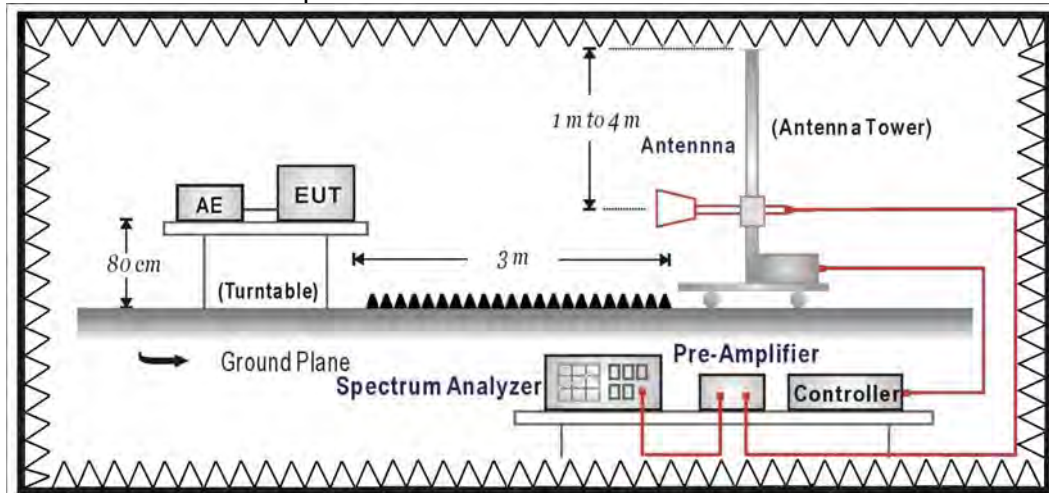 1 m to 4 m
(Antenna Tower)
Antennna
AE
EUT
80 cm
3 m
(Turntable)
Ground Plane
Pre-Amplifier
Spectrum Analyzer
Controller